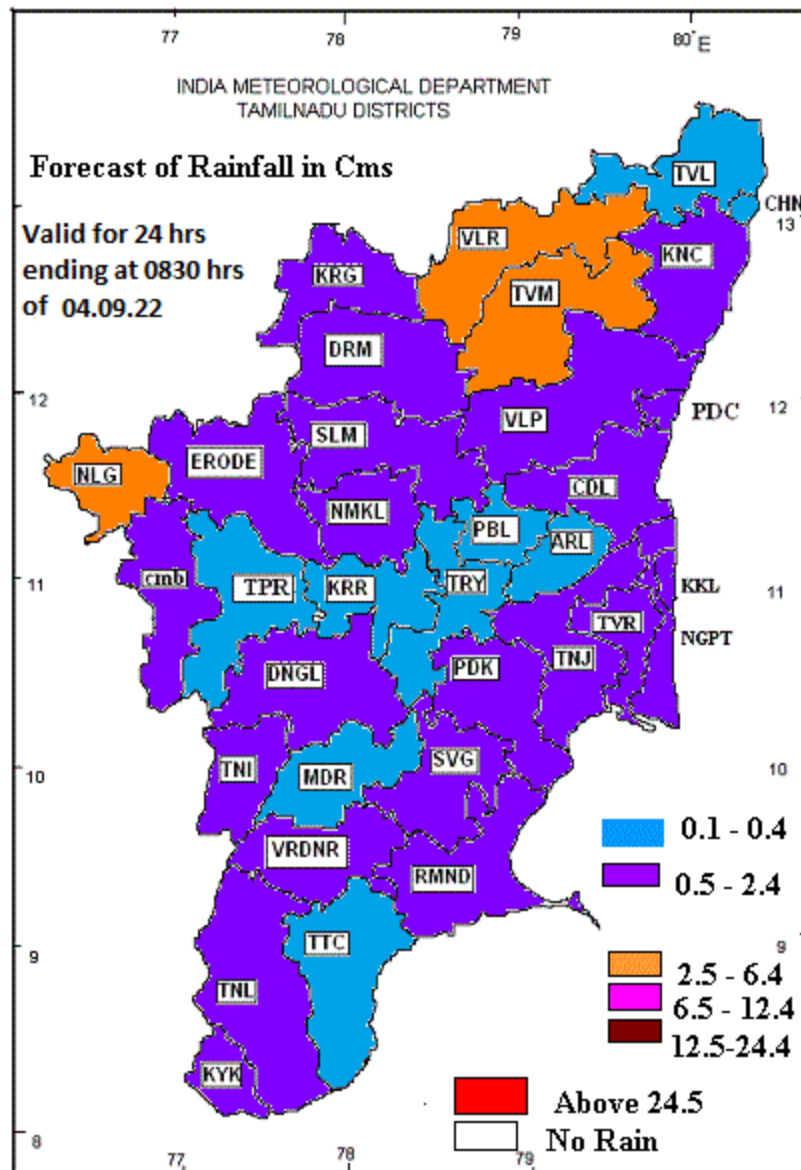 77 78 79 80°E
INDIA METEOROLOGICAL DEPARTMENT
TAMILNADU DISTRICTS
Forecast of Rainfall in Cms
TVL
CHN
13
Valid for 24 hrs
ending at 0830 hrs
of 04.09.22
VLR
KNC
KRG
TVM
DRM
12
12
PDC
VLP
SLM
ERODE
NLG
CDL
NMKL
PBL
ARL
11
cmb
TPR
KRR
TRY
KKL
11
TVR
NGPT
DNGL
PDK
TNJ
10
TNI
MDR
SVG
10
0.1 - 0.4
VRDNR
RMND
0.5 - 2.4
9
TTC
9
2.5 - 6.4
TNL
6.5 - 12.4
12.5-24.4
KYK
Above 24.5
8
No Rain
77 78 79